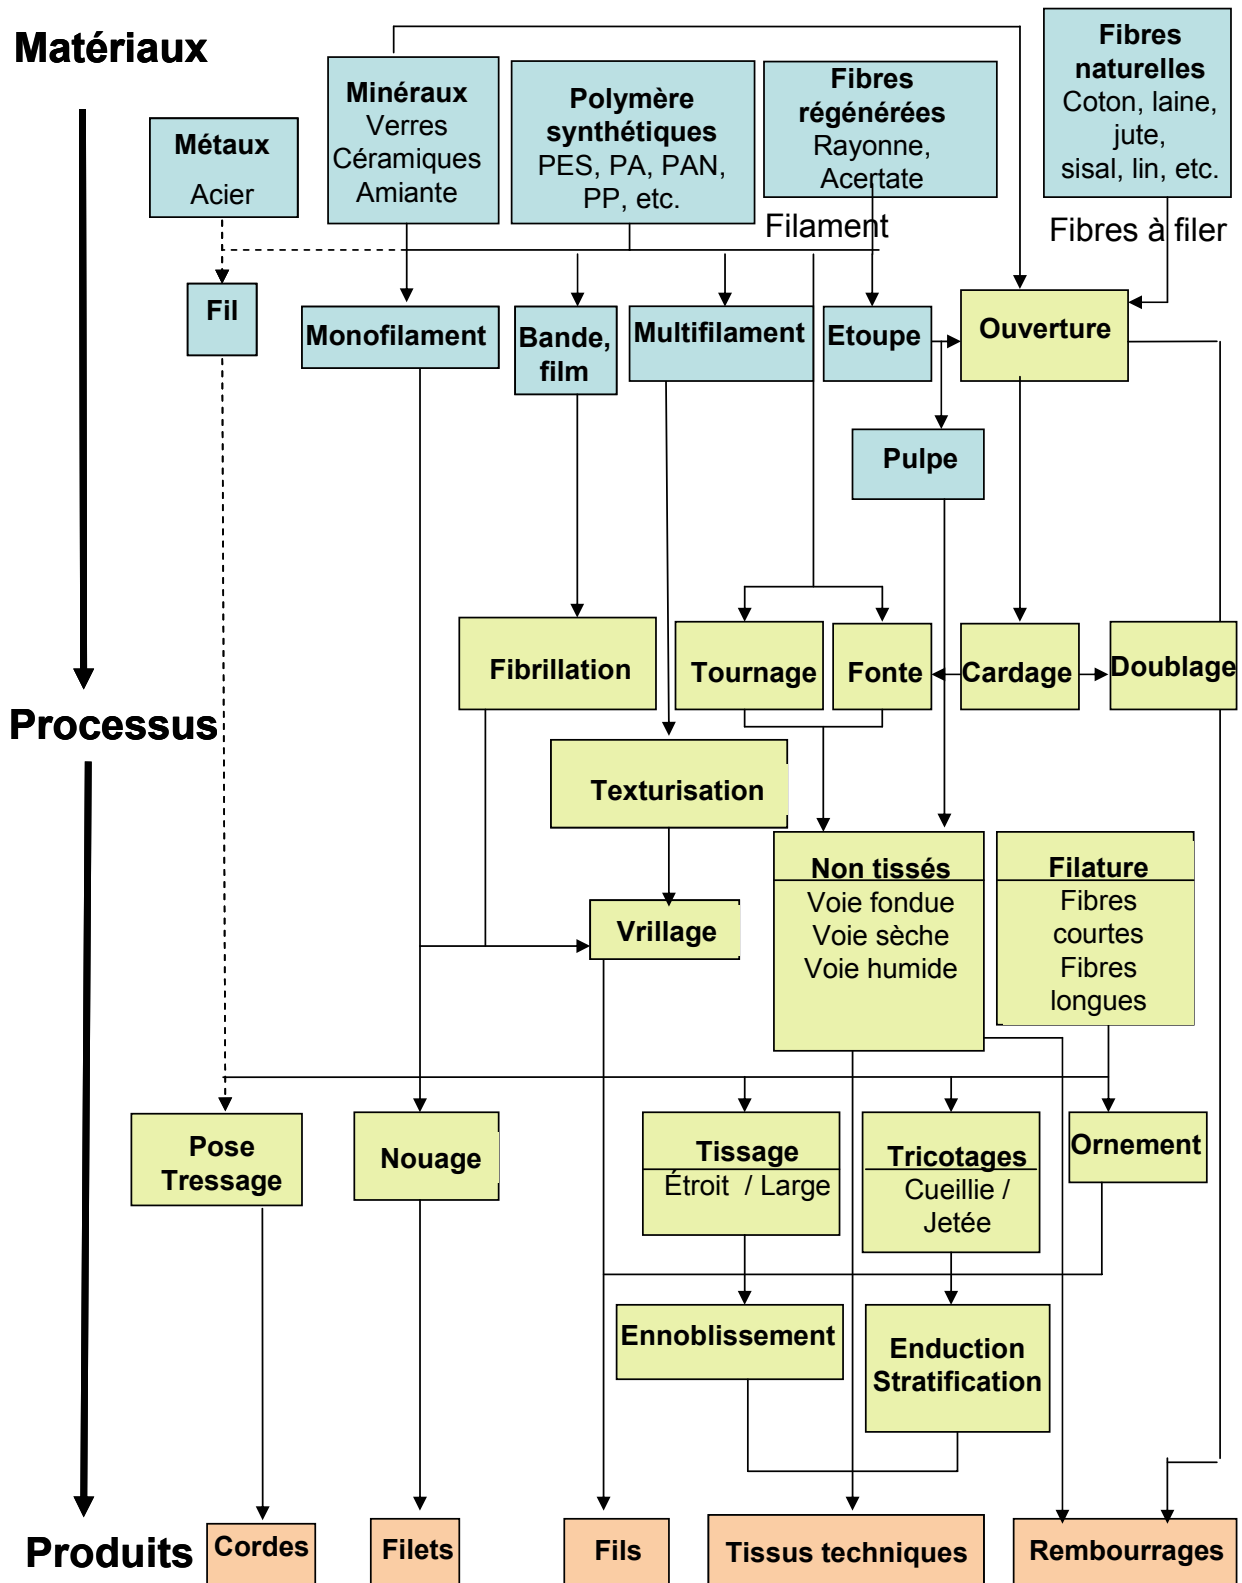 Matériaux
Métaux
Acier
Minéraux
Verres
Céramiques
Amiante
Polymère
synthétiques
PES, PA, PAN,
PP, etc.
Fibres
régénérées
Rayonne,
Acertate
Fibres
naturelles
Coton, laine,
jute,
sisal, lin, etc.
Filament
Fibres à filer
Fil
Monofilament
Bande,
film
Multifilament
Etoupe
Ouverture
Pulpe
Fibrillation
Tournage
Fonte
Cardage
Doublage
Processus
Texturisation
Vrillage
Non tissés
Voie fondue
Voie sèche
Voie humide
Filature
Fibres
courtes
Fibres
longues
Pose
Tressage
Nouage
Tissage
Étroit / Large
Tricotages
Cueillie /
Jetée
Ornement
Ennoblissement
Enduction
Stratification
Produits
Cordes
Filets
Fils
Tissus techniques
Rembourrages